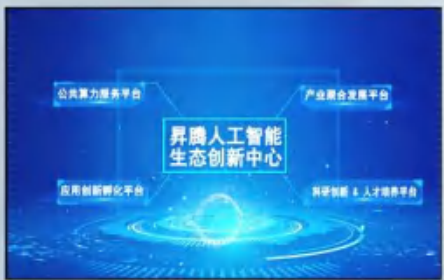 公共算力服务平台
产业聚合发展平台
昇腾人工智能
生态创新中心
应用创新孵化平台
科研创新 & 人才培养平台